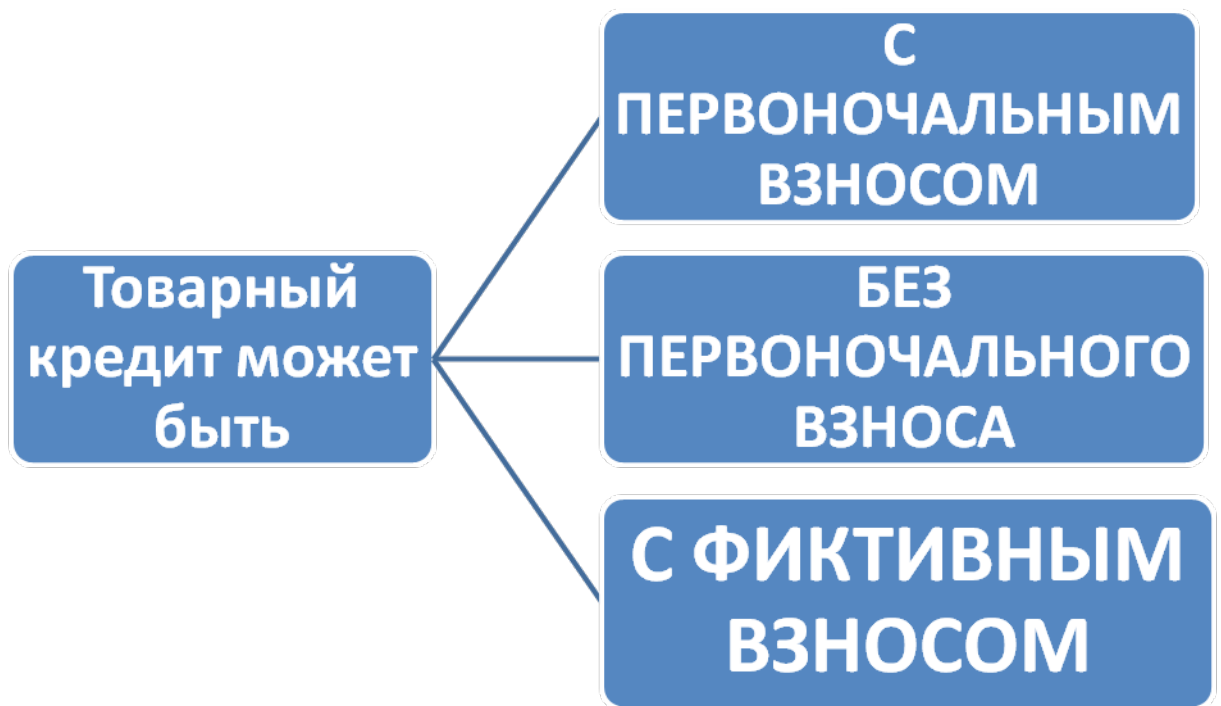 С
ПЕРВОНОЧАЛЬНЫМ
ВЗНОСОМ
Товарный
кредит может
быть
БЕЗ
ПЕРВОНОЧАЛЬНОГО
ВЗНОСА
С ФИКТИВНЫМ
ВЗНОСОМ